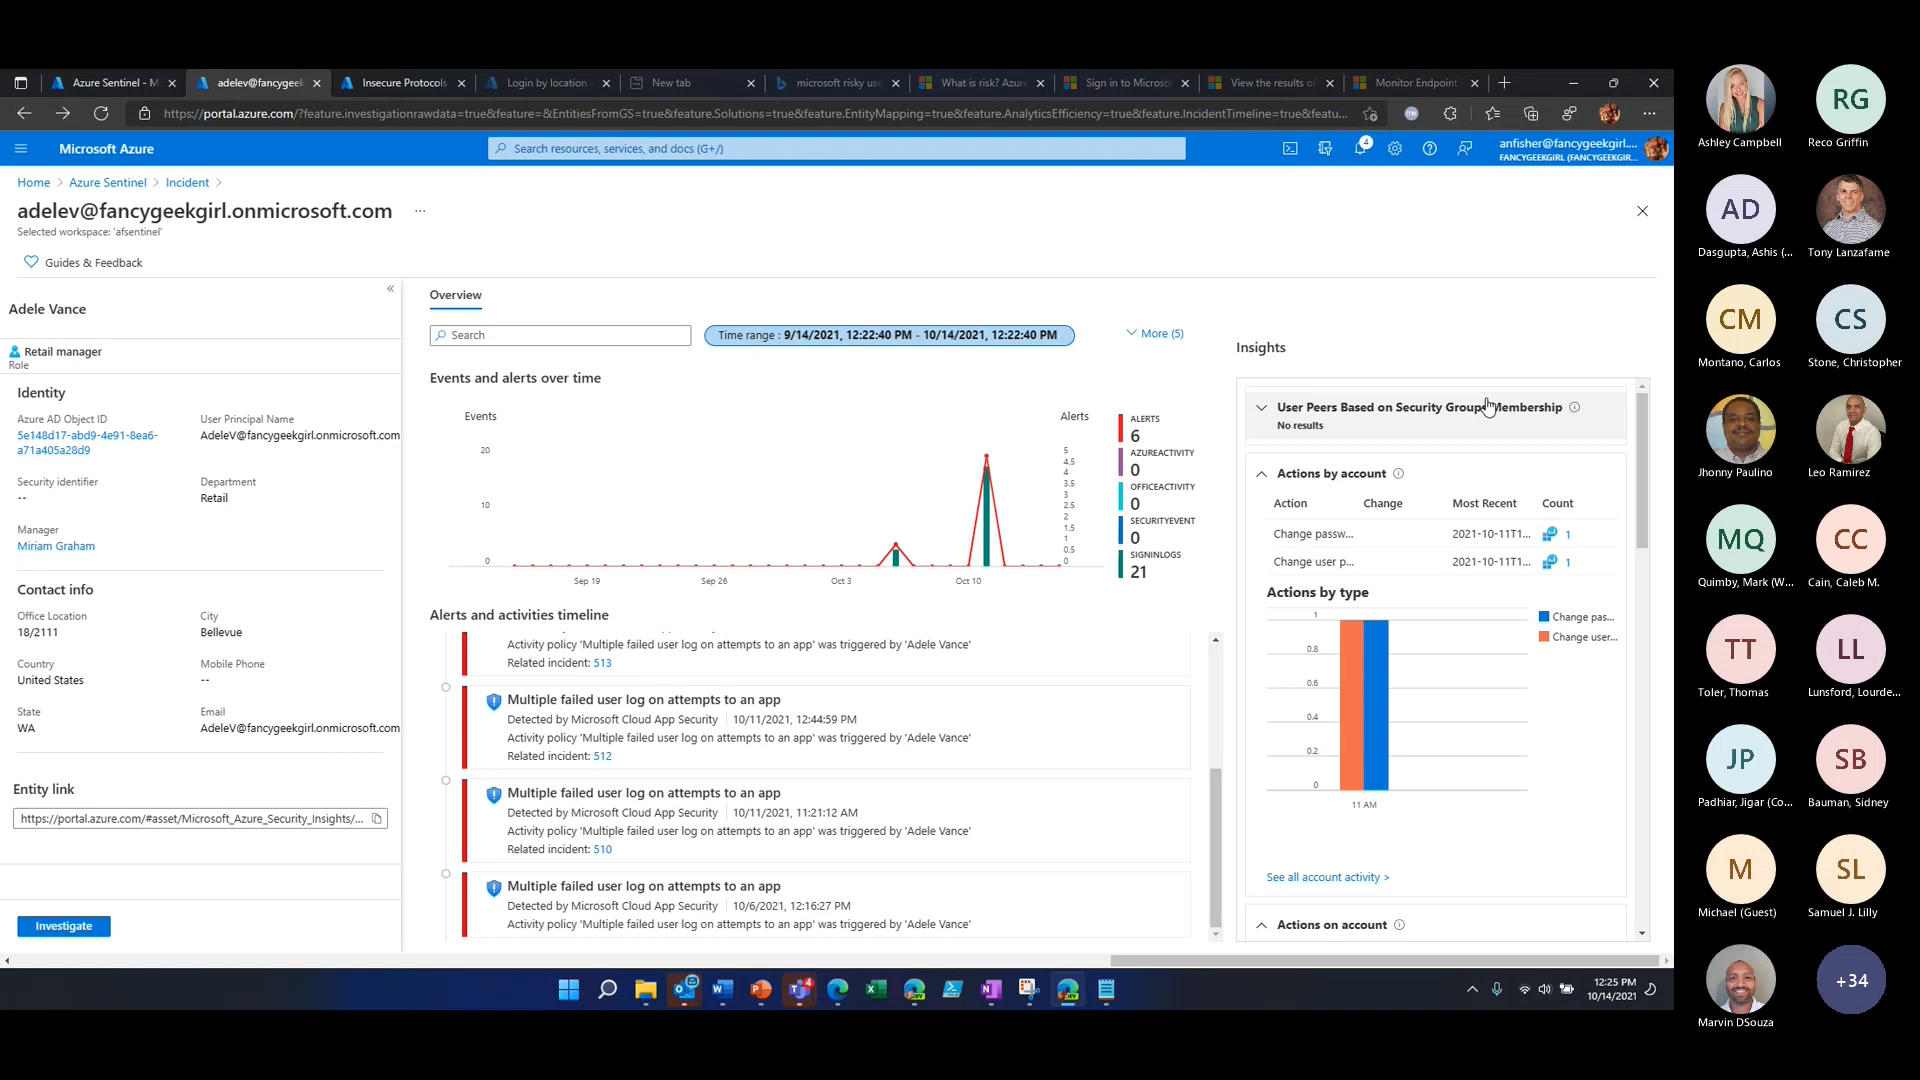 Azure Sentinel - M
adelev@fancygeek
Insecure Protocols
Login by location
New tab
microsoft risky use
What is risk? Azure
Sign in to Microso
View the results of
Monitor Endpoint
https://portal.azure.com/?feature.investigationrawdata=true&feature=&EntitiesFromGS=true&feature.Solutions=true&feature.EntityMapping=true&feature.AnalyticsEfficiency=true&feature.IncidentTimeline=true&featu...
Microsoft Azure
Search resources, services, and docs (G+/)
4
anfisher@fancygeekgirl....
FANCYGEEKGIRL (FANCYGEEKGIR...
Home > Azure Sentinel > Incident >
adelev@fancygeekgirl.onmicrosoft.com ...
Selected workspace: 'afsentinel'
Guides & Feedback
Adele Vance
Retail manager
Role
Identity
Azure AD Object ID
5e148d17-abd9-4e91-8ea6-
a71a405a28d9
User Principal Name
AdeleV@fancygeekgirl.onmicrosoft.com
Security identifier
--
Department
Retail
Manager
Miriam Graham
Contact info
Office Location
18/2111
City
Bellevue
Country
United States
Mobile Phone
--
State
WA
Email
AdeleV@fancygeekgirl.onmicrosoft.com
Entity link
https://portal.azure.com/#asset/Microsoft_Azure_Security_Insights/...
Investigate
Overview
Search
Time range : 9/14/2021, 12:22:40 PM - 10/14/2021, 12:22:40 PM
More (5)
Events and alerts over time
Events
Alerts
20
10
0
5
4.5
4
3.5
3
2.5
2
1.5
1
0.5
0
Sep 19
Sep 26
Oct 3
Oct 10
ALERTS
6
AZUREACTIVITY
0
OFFICEACTIVITY
0
SECURITYEVENT
0
SIGNINLOGS
21
Alerts and activities timeline
Activity policy 'Multiple failed user log on attempts to an app' was triggered by 'Adele Vance'
Related incident: 513
Multiple failed user log on attempts to an app
Detected by Microsoft Cloud App Security | 10/11/2021, 12:44:59 PM
Activity policy 'Multiple failed user log on attempts to an app' was triggered by 'Adele Vance'
Related incident: 512
Multiple failed user log on attempts to an app
Detected by Microsoft Cloud App Security | 10/11/2021, 11:21:12 AM
Activity policy 'Multiple failed user log on attempts to an app' was triggered by 'Adele Vance'
Related incident: 510
Multiple failed user log on attempts to an app
Detected by Microsoft Cloud App Security | 10/6/2021, 12:16:27 PM
Activity policy 'Multiple failed user log on attempts to an app' was triggered by 'Adele Vance'
Insights
User Peers Based on Security Group Membership
No results
Actions by account
Action Change Most Recent Count
Change passw... 2021-10-11T1... 1
Change user p... 2021-10-11T1... 1
Actions by type
1
0.8
0.6
0.4
0.2
0
11 AM
Change pas...
Change user...
See all account activity >
Actions on account
12:25 PM
10/14/2021
Ashley Campbell
RG
Reco Griffin
AD
Dasgupta, Ashis (...
Tony Lanzafame
CM
Montano, Carlos
CS
Stone, Christopher
Jhonny Paulino
Leo Ramirez
MQ
Quimby, Mark (W...
CC
Cain, Caleb M.
TT
Toler, Thomas
LL
Lunsford, Lourde...
JP
Padhiar, Jigar (Co...
SB
Bauman, Sidney
M
Michael (Guest)
SL
Samuel J. Lilly
Marvin DSouza
+34